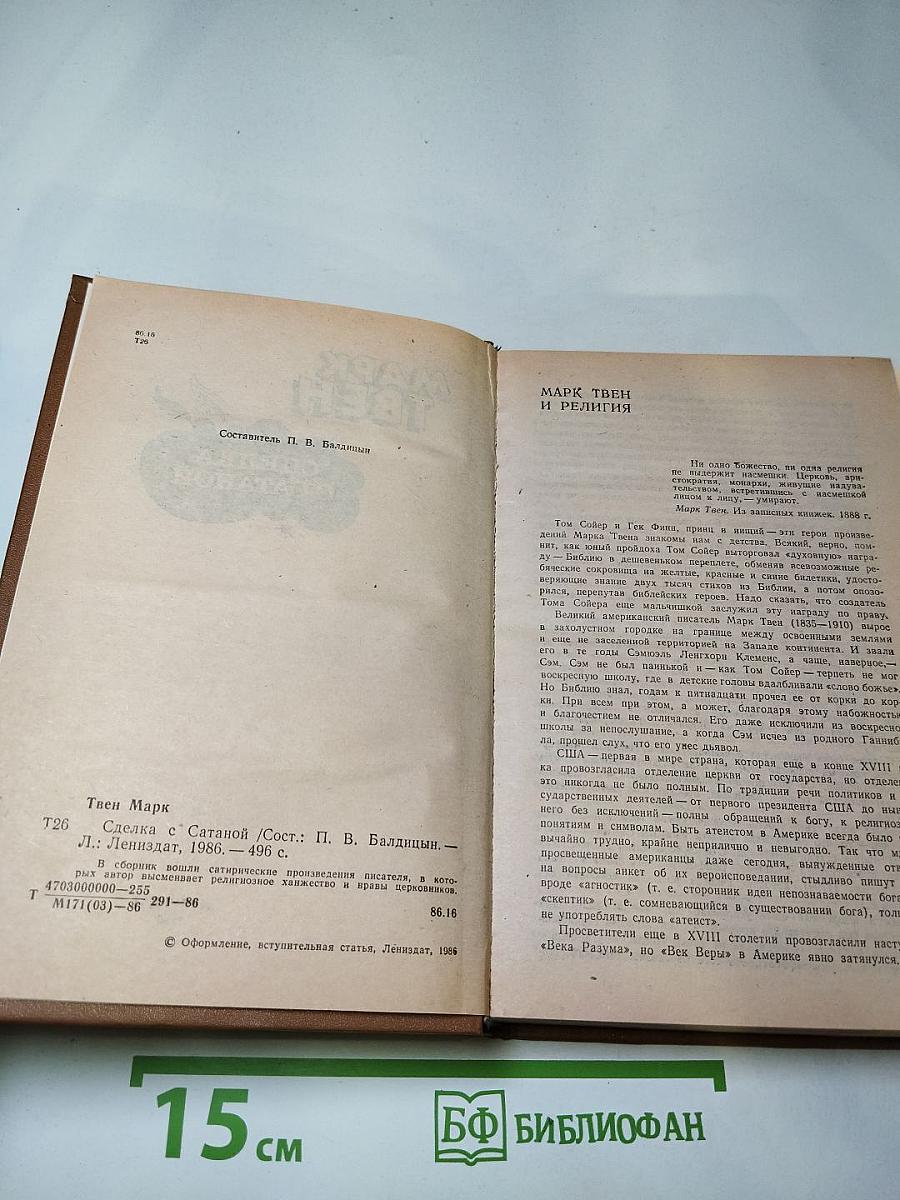 86.16
Т26
Составитель П. В. Балдицын
Твен Марк
Т26 Сделка с Сатаной /Сост.: П. В. Балдицын. —
Л.: Лениздат, 1986. — 496 с.
В сборник вошли сатирические произведения писателя, в кото-
рых автор высмеивает религиозное ханжество и нравы церковников.
Т 4703000000—255
М171(03)—86 291—86
86.16
© Оформление, вступительная статья, Лениздат, 1986
МАРК ТВЕН
И РЕЛИГИЯ
Ни одно божество, ни одна религия
не выдержит насмешки. Церковь, ари-
стократия, монархи, живущие надува-
тельством, встретившись с насмешкой
лицом к лицу, — умирают.
Марк Твен. Из записных книжек. 1888 г.
Том Сойер и Гек Финн, принц и нищий — эти герои произве-
дений Марка Твена знакомы нам с детства. Всякий, верно, пом-
нит, как юный пройдоха Том Сойер выторговал «духовную» награ-
ду — Библию в дешевеньком переплете, обменяв всевозможные ре-
бяческие сокровища на желтые, красные и синие билетики, удосто-
веряющие знание двух тысяч стихов из Библии, а потом опозо-
рился, перепутав библейских героев. Надо сказать, что создатель
Тома Сойера еще мальчишкой заслужил эту награду по праву.
Великий американский писатель Марк Твен (1835—1910) вырос
в захолустном городке на границе между освоенными землями
и еще не заселенной территорией на Западе континента. И звали
его в те годы Сэмюэль Ленгхорн Клеменс, а чаще, наверное,—
Сэм. Сэм не был паинькой и — как Том Сойер — терпеть не мог
воскресную школу, где в детские головы вдалбливали «слово божье».
Но Библию знал, годам к пятнадцати прочел ее от корки до кор-
ки. При всем при этом, а может, благодаря этому набожностью
и благочестием не отличался. Его даже исключили из воскресно
школы за непослушание, а когда Сэм исчез из родного Ганниб
ла, прошел слух, что его унес дьявол.
США — первая в мире страна, которая еще в конце XVIII
ка провозгласила отделение церкви от государства, но отделе
это никогда не было полным. По традиции речи политиков и
сударственных деятелей — от первого президента США до нын
него без исключений — полны обращений к богу, к религиоз
понятиям и символам. Быть атеистом в Америке всегда было
вычайно трудно, крайне неприлично и невыгодно. Так что м
просвещенные американцы даже сегодня, вынужденные отв
на вопросы анкет об их вероисповедании, стыдливо пишут
вроде «агностик» (т. е. сторонник идеи непознаваемости бога
«скептик» (т. е. сомневающийся в существовании бога), толь
не употреблять слова «атеист».
Просветители еще в XVIII столетии провозгласили насту
«Века Разума», но «Век Веры» в Америке явно затянулся.
15 см
БФ БИБЛИОФАН